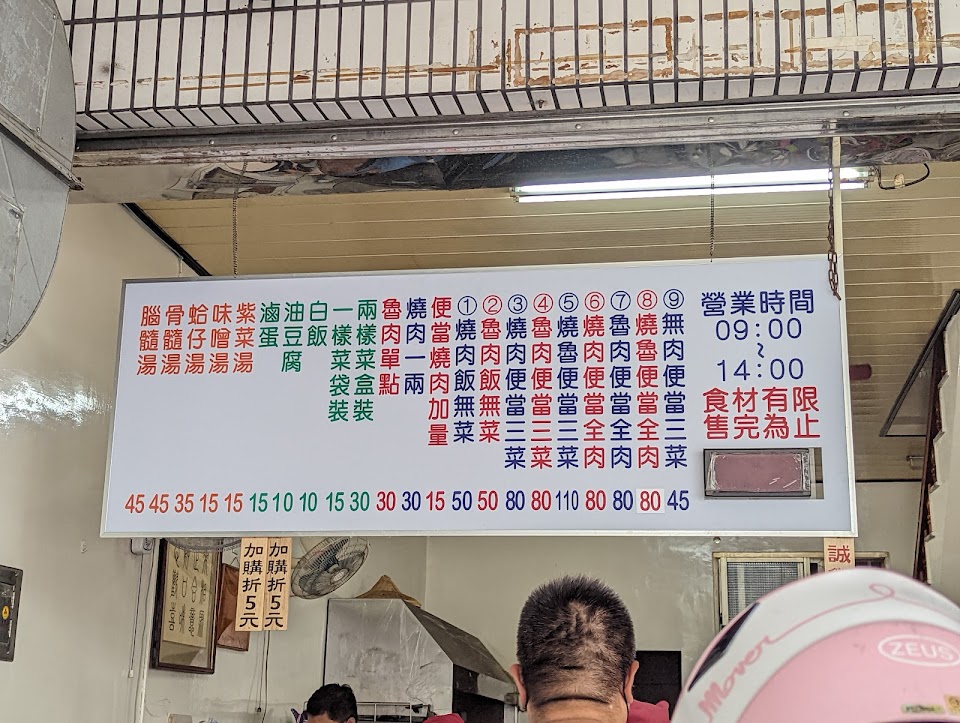 腦髓湯 45
骨髓湯 45
蛤仔湯 35
味噌湯 15
紫菜湯 15
滷蛋 15
油豆腐 10
白飯 10
一樣菜袋裝 15
兩樣菜盒裝 30
魯肉單點 30
燒肉一兩 30
便當燒肉加量 15
①燒肉飯無菜 50
②魯肉飯無菜 50
③燒肉便當三菜 80
④魯肉便當三菜 80
⑤燒魯便當三菜 110
⑥燒肉便當全肉 80
⑦魯肉便當全肉 80
⑧燒魯便當全肉 80
⑨無肉便當三菜 45
營業時間
09:00
~
14:00
食材有限
售完為止
加購折5元
加購折5元
誠
Mover
ZEUS